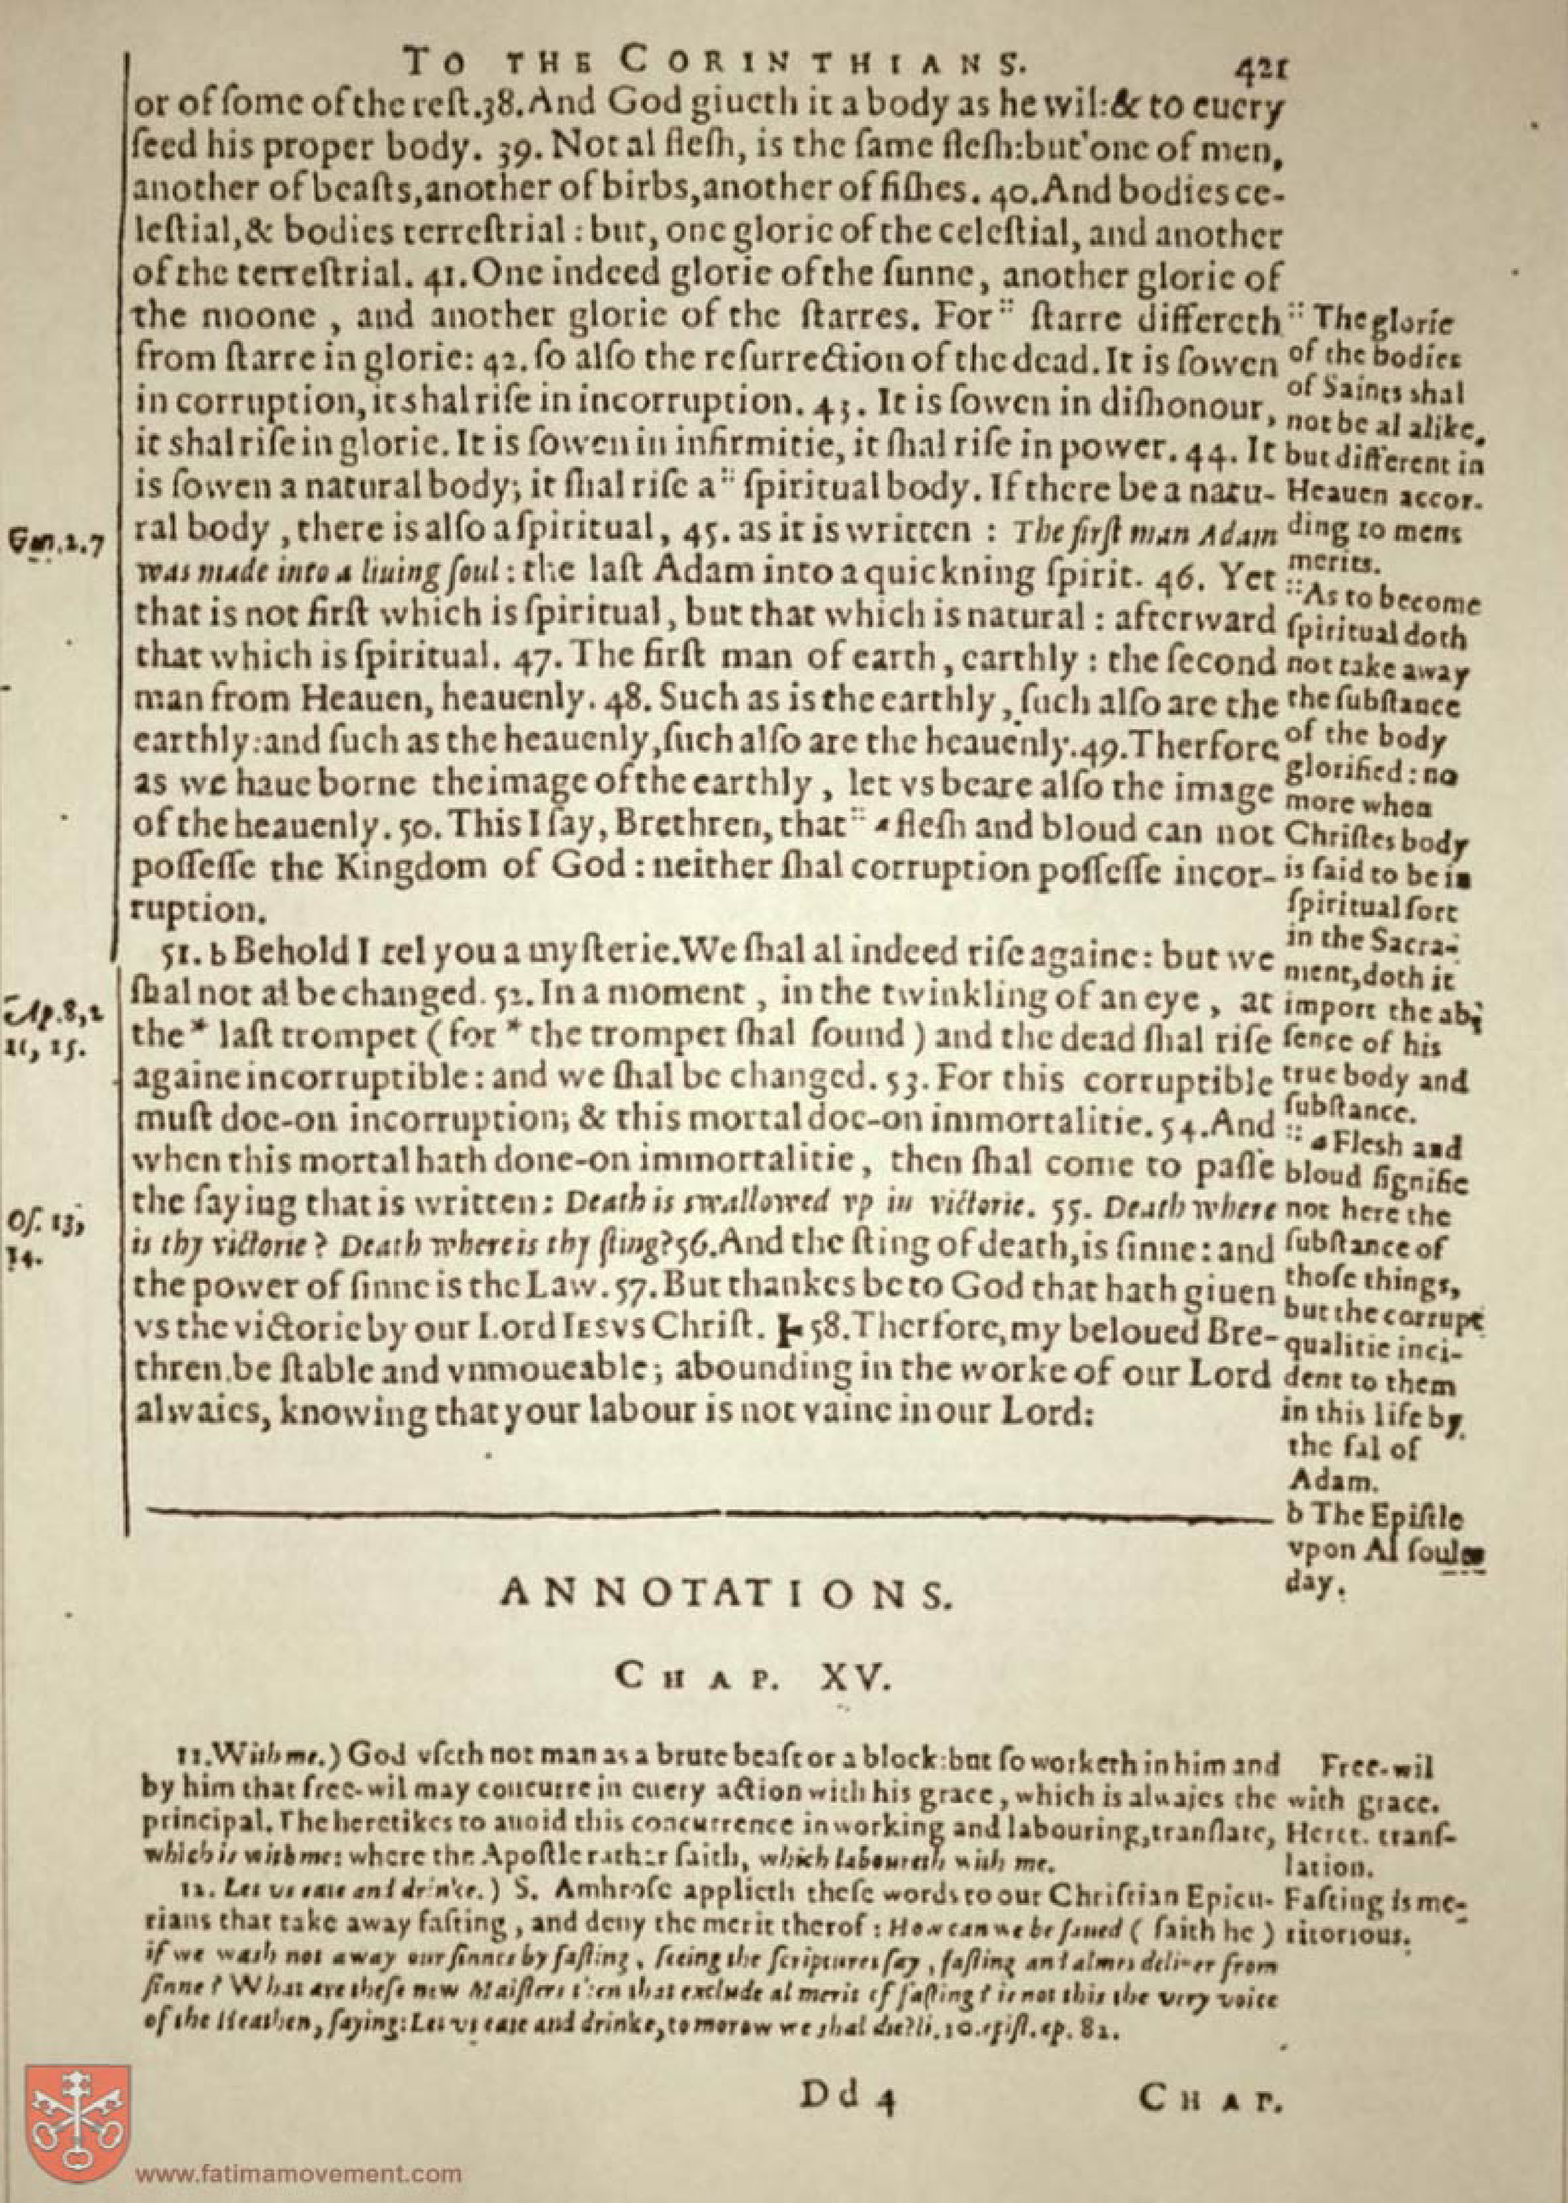 TO THE CORINTHIANS. 421
or of ſome of the reſt. 38. And God giueth it a body as he wil: & to euery
ſeed his proper body. 39. Not al fleſh, is the ſame fleſh: but one of men,
another of beaſts, another of birbs, another of fiſhes. 40. And bodies ce-
leſtial, & bodies terreſtrial : but, one glorie of the celeſtial, and another
of the terreſtrial. 41. One indeed glorie of the ſunne, another glorie of
the moone , and another glorie of the ſtarres. For :: ſtarre differeth
from ſtarre in glorie: 42. ſo alſo the reſurrection of the dead. It is ſowen
in corruption, it shal riſe in incorruption. 43. It is ſowen in diſhonour,
it shal riſe in glorie. It is ſowen in infirmitie, it ſhal riſe in power. 44. It
is ſowen a natural body; it ſhal riſe a :: ſpiritual body. If there be a natu-
ral body , there is alſo a ſpiritual, 45. as it is written : The firſt man Adam
was made into a liuing ſoul : the laſt Adam into a quickning ſpirit. 46. Yet
that is not firſt which is ſpiritual, but that which is natural : afterward
that which is ſpiritual. 47. The firſt man of earth, earthly : the ſecond
man from Heauen, heauenly. 48. Such as is the earthly, ſuch alſo are the
earthly: and ſuch as the heauenly, ſuch alſo are the heauenly. 49. Therfore
as we haue borne the image of the earthly , let vs beare alſo the image
of the heauenly. 50. This I ſay, Brethren, that :: a fleſh and bloud can not
poſſeſſe the Kingdom of God : neither ſhal corruption poſſeſſe incor-
ruption.
51. b Behold I tel you a myſterie. We ſhal al indeed riſe againe: but we
ſhal not al be changed. 52. In a moment , in the twinkling of an eye , at
the * laſt trompet ( for * the trompet ſhal ſound ) and the dead ſhal riſe
againe incorruptible: and we ſhal be changed. 53. For this corruptible
muſt doe-on incorruption; & this mortal doe-on immortalitie. 54. And
when this mortal hath done-on immortalitie, then ſhal come to paſſe
the ſaying that is written: Death is swallowed vp in victorie. 55. Death where
is thy victorie ? Death where is thy ſting? 56. And the ſting of death, is ſinne: and
the power of ſinne is the Law. 57. But thankes be to God that hath giuen
vs the victorie by our Lord IESVS Chriſt. 58. Therfore, my beloued Bre-
thren be ſtable and vnmoueable; abounding in the worke of our Lord
alwaies, knowing that your labour is not vaine in our Lord:
Gen. 2. 7
Ap. 8, 2
11, 15.
Oſ. 13,
14.
:: The glorie
of the bodies
of Saints shal
not be al alike,
but different in
Heauen accor-
ding to mens
merits.
:: As to become
ſpiritual doth
not take away
the ſubſtance
of the body
glorified : no
more when
Chriſtes body
is ſaid to be in
ſpiritual ſort
in the Sacra-
ment, doth it
import the ab-
ſence of his
true body and
ſubſtance.
:: a Flesh and
bloud ſignifie
not here the
ſubſtance of
thoſe things,
but the corrupt
qualitie inci-
dent to them
in this life by
the fal of
Adam.
b The Epiſtle
vpon Al ſoules
day.
ANNOTATIONS.
CHAP. XV.
11. With me.) God vſeth not man as a brute beaſt or a block: but ſo worketh in him and
by him that free-wil may concurre in euery action with his grace, which is alwaies the
principal. The heretikes to auoid this concurrence in working and labouring, tranſlate,
which is with me: where the Apoſtle rather ſaith, which laboureth with me.
12. Let vs eate and drinke.) S. Ambroſe applieth theſe words to our Chriſtian Epicu-
rians that take away faſting , and deny the merit therof : How can we be ſaued ( ſaith he )
if we wash not away our ſinnes by faſting, ſeeing the ſcriptures ſay, faſting and almes deliuer from
ſinne ? What are theſe new Maiſters then that exclude al merit of faſting ? is not this the very voice
of the Heathen, ſaying: Let vs eate and drinke, to morow we shal die? li. 10. epiſt. ep. 82.
Free-wil
with grace.
Heret. tranſ-
lation.
Faſting is me-
ritorious.
Dd 4 CHAP.
www.fatimamovement.com